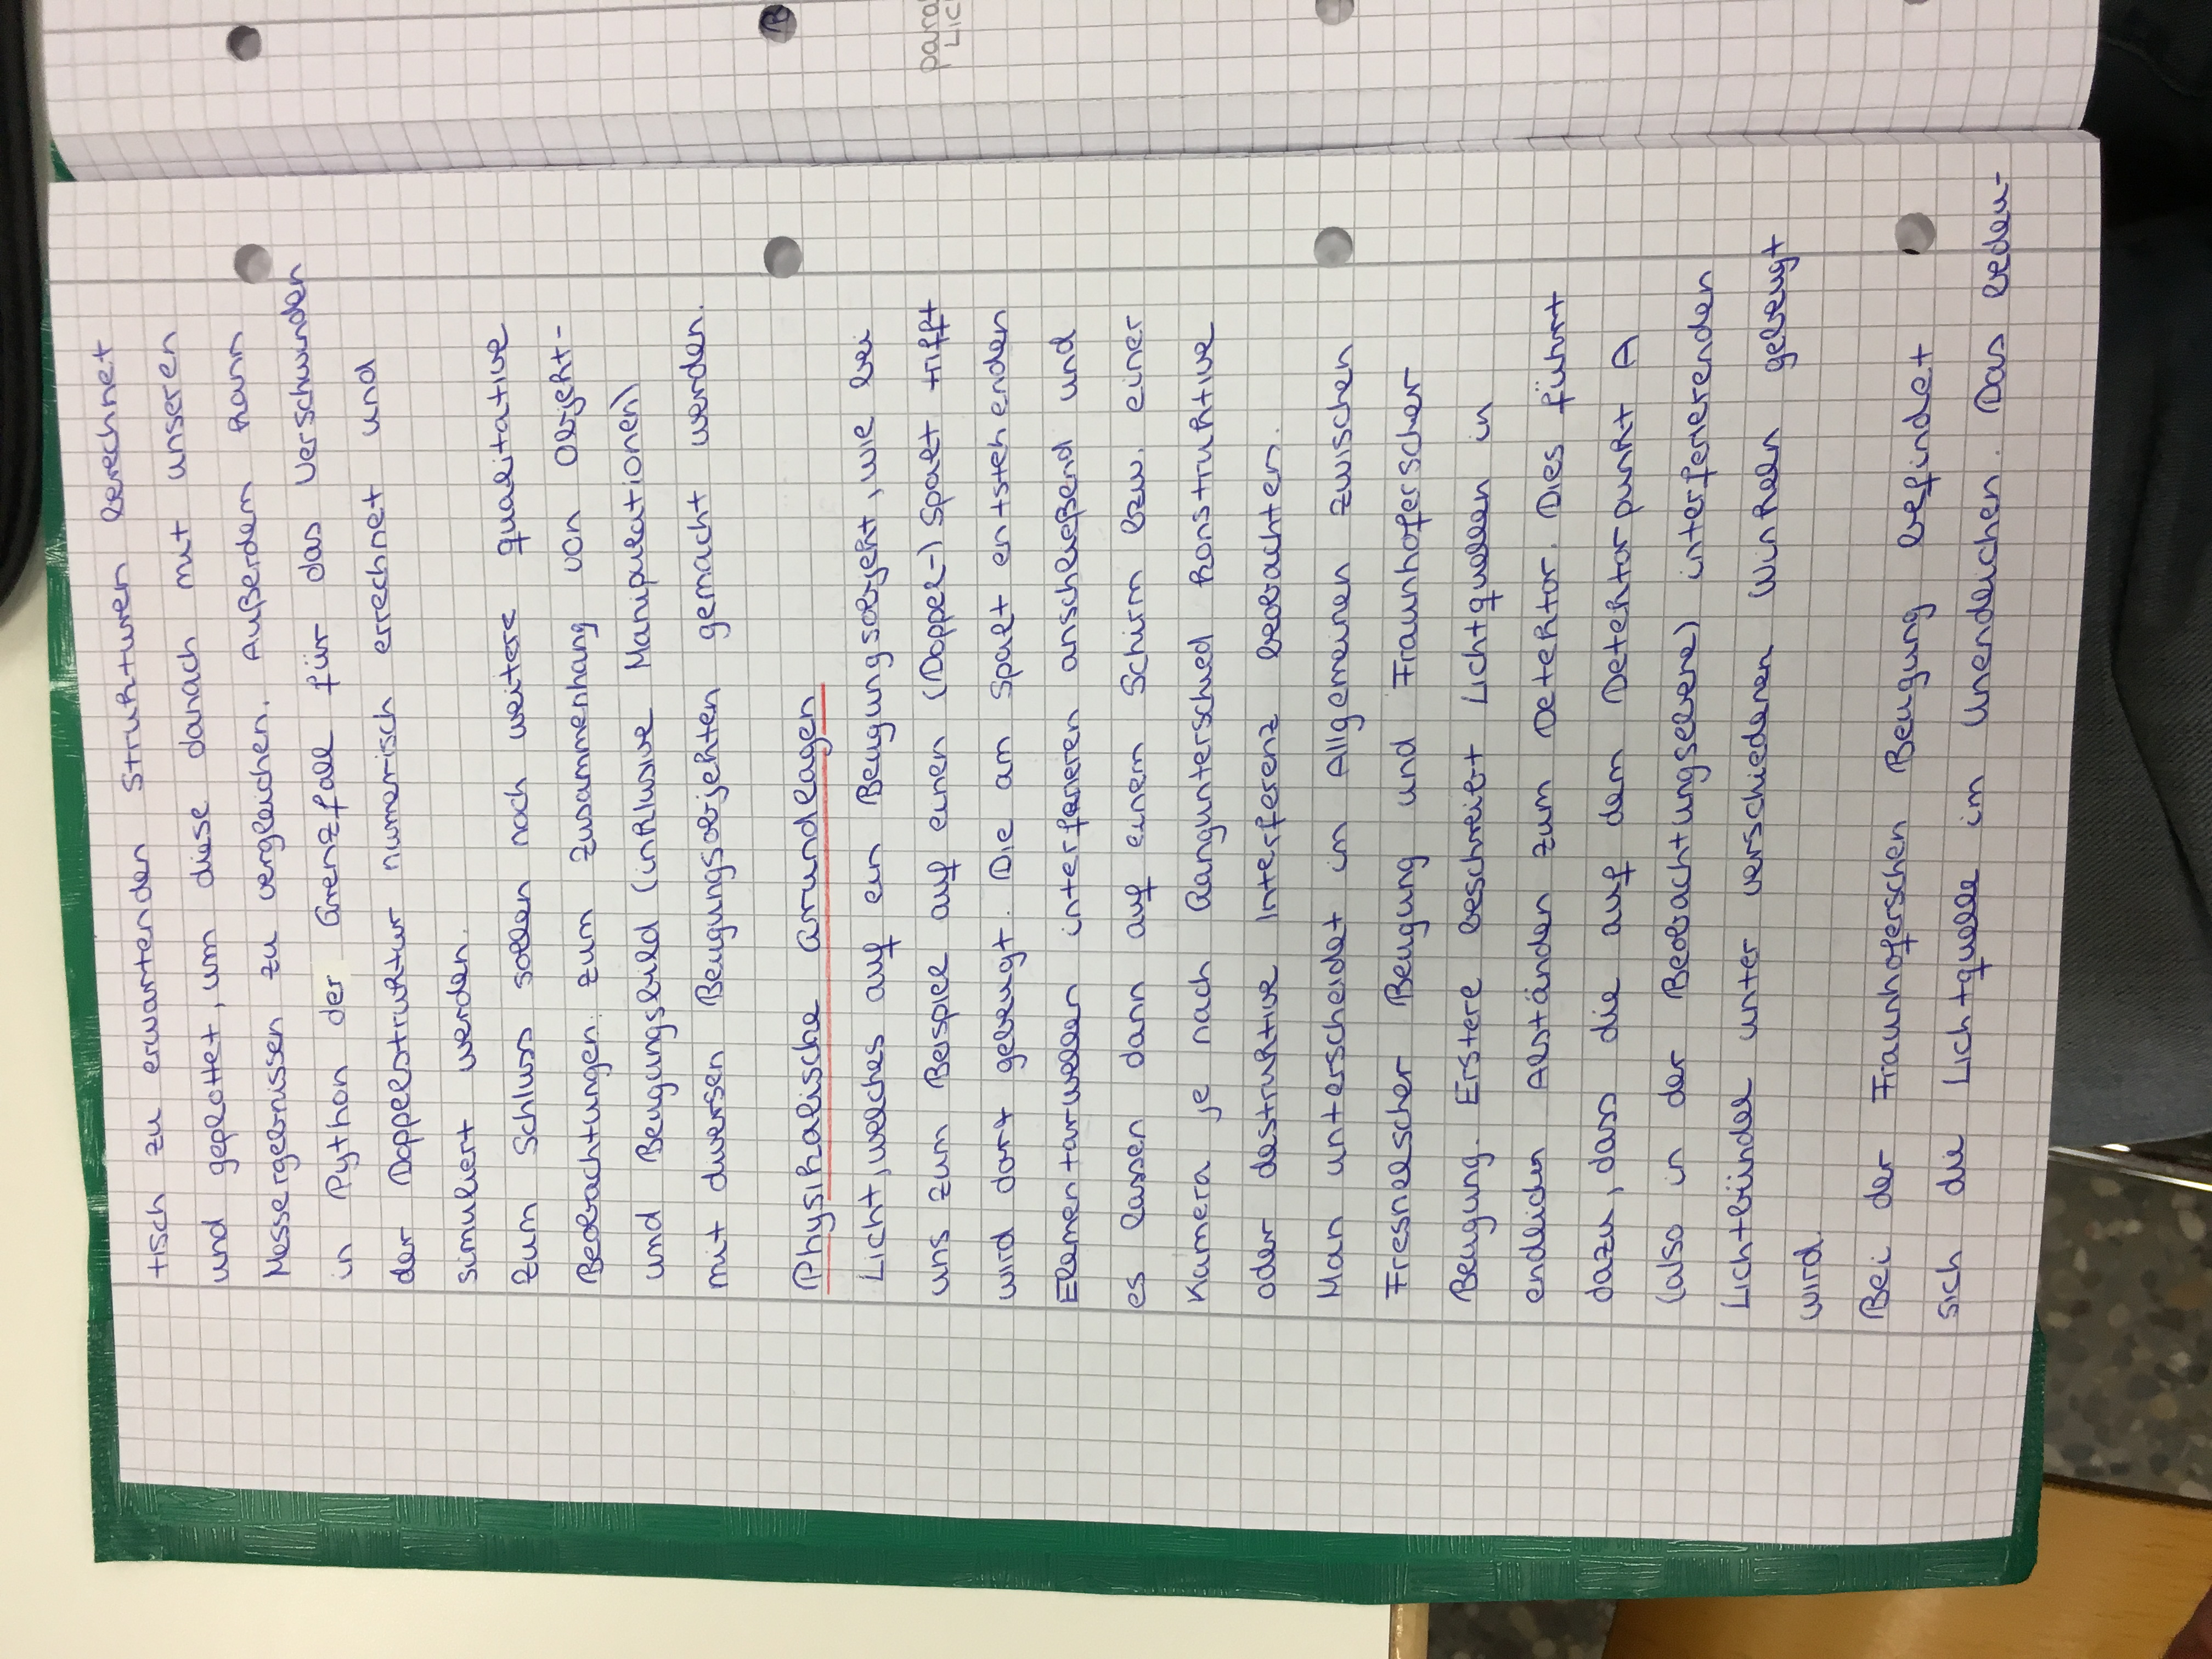 tisch zu erwartenden Strukturen berechnet
und geplottet, um diese danach mit unseren
Messergebnissen zu vergleichen. Außerdem kann
in Python der Grenzfall für das Verschwinden
der Doppelstruktur numerisch errechnet und
simuliert werden.
Zum Schluss sollen noch weitere qualitative
Beobachtungen zum Zusammenhang von Objekt-
und Beugungsbild (inklusive Manipulationen)
mit diversen Beugungsobjekten gemacht werden.
Physikalische Grundlagen
Licht, welches auf ein Beugungsobjekt, wie bei
uns zum Beispiel auf einen (Doppel-) Spalt trifft
wird dort gebeugt. Die am Spalt entstehenden
Elementarwellen interferieren anschließend und
es lassen dann auf einem Schirm bzw. einer
Kamera je nach Gangunterschied konstruktive
oder destruktive Interferenz beobachten.
Man unterscheidet im Allgemeinen zwischen
Fresnelscher Beugung und Fraunhoferscher
Beugung. Erstere beschreibt Lichtquellen in
endlichen Abständen zum Detektor. Dies führt
dazu, dass die auf dem Detektorpunkt A
(also in der Beobachtungsebene) interferierenden
Lichtbündel unter verschiedenen Winkeln gebeugt
wird.
Bei der Fraunhoferschen Beugung befindet
sich die Lichtquelle im Unendlichen. Das bedeu-